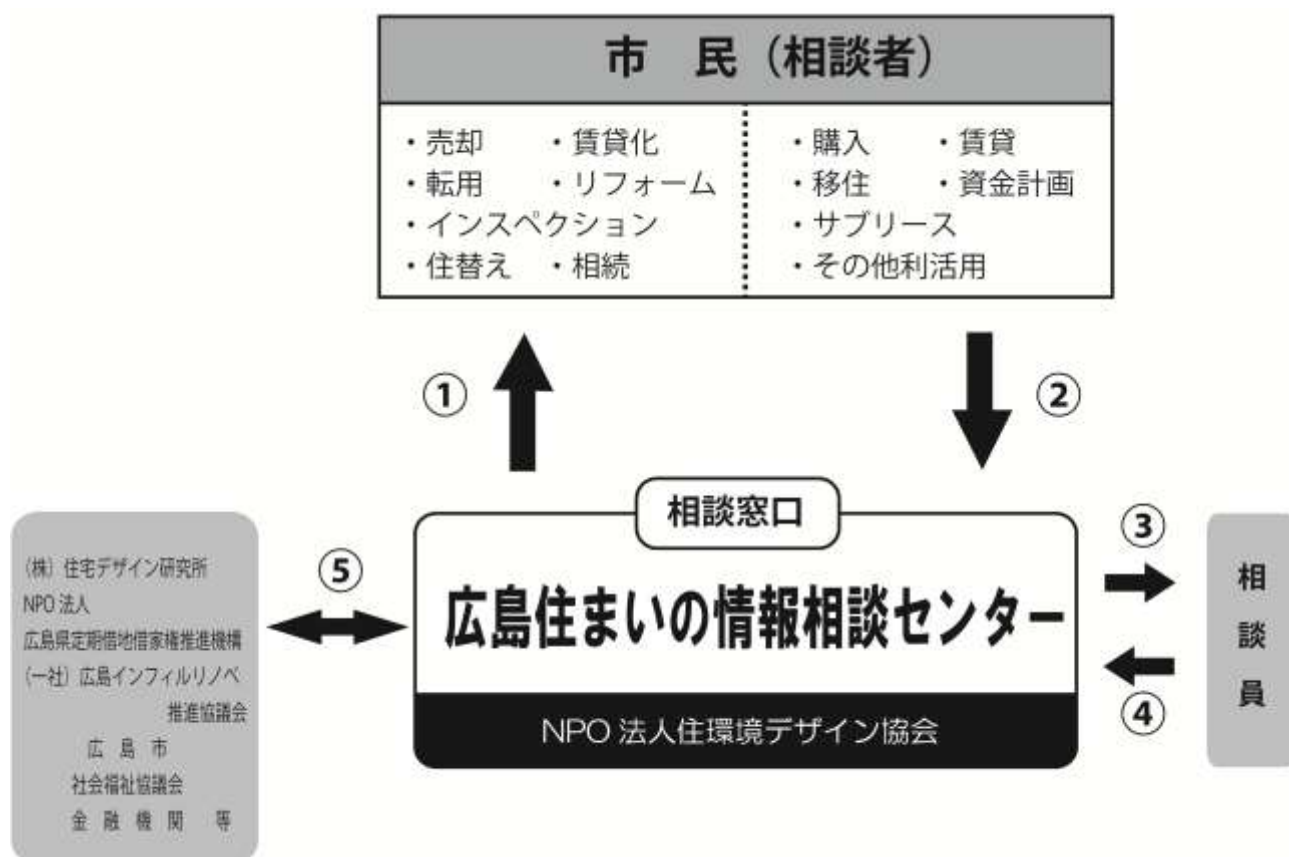 市　民（相談者）
・売却　・賃貸化
・転用　・リフォーム
・インスペクション
・住替え　・相続
・購入　・賃貸
・移住　・資金計画
・サブリース
・その他利活用
①
②
相談窓口
広島住まいの情報相談センター
NPO 法人住環境デザイン協会
③
④
相談員
⑤
（株）住宅デザイン研究所
NPO 法人
広島県定期借地借家権推進機構
（一社）広島インフィルリノベ
推進協議会
広　島　市
社会福祉協議会
金　融　機　関　等